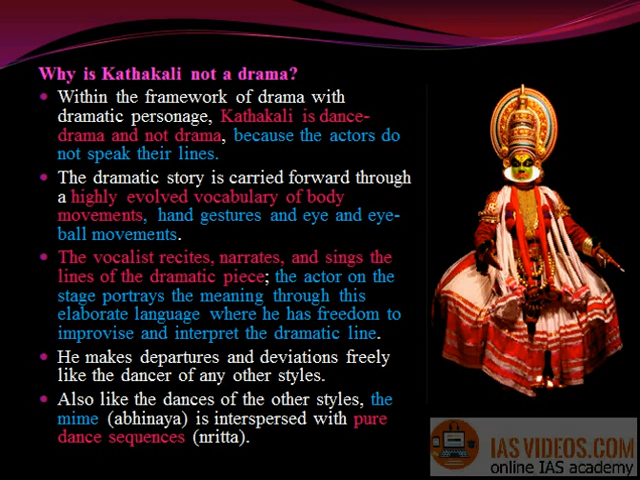 Why is Kathakali not a drama?
• Within the framework of drama with
dramatic personage, Kathakali is dance-
drama and not drama, because the actors do
not speak their lines.
• The dramatic story is carried forward through
a highly evolved vocabulary of body
movements, hand gestures and eye and eye-
ball movements.
• The vocalist recites, narrates, and sings the
lines of the dramatic piece; the actor on the
stage portrays the meaning through this
elaborate language where he has freedom to
improvise and interpret the dramatic line.
• He makes departures and deviations freely
like the dancer of any other styles.
• Also like the dances of the other styles, the
mime (abhinaya) is interspersed with pure
dance sequences (nritta).
IASVIDEOS.COM
online IAS academy